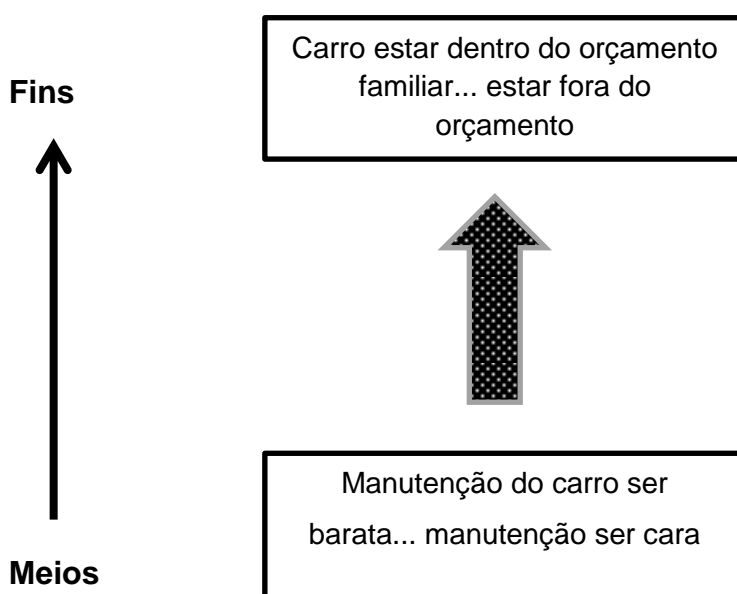 Carro estar dentro do orçamento
familiar... estar fora do
orçamento
Fins
Manutenção do carro ser
barata... manutenção ser cara
Meios